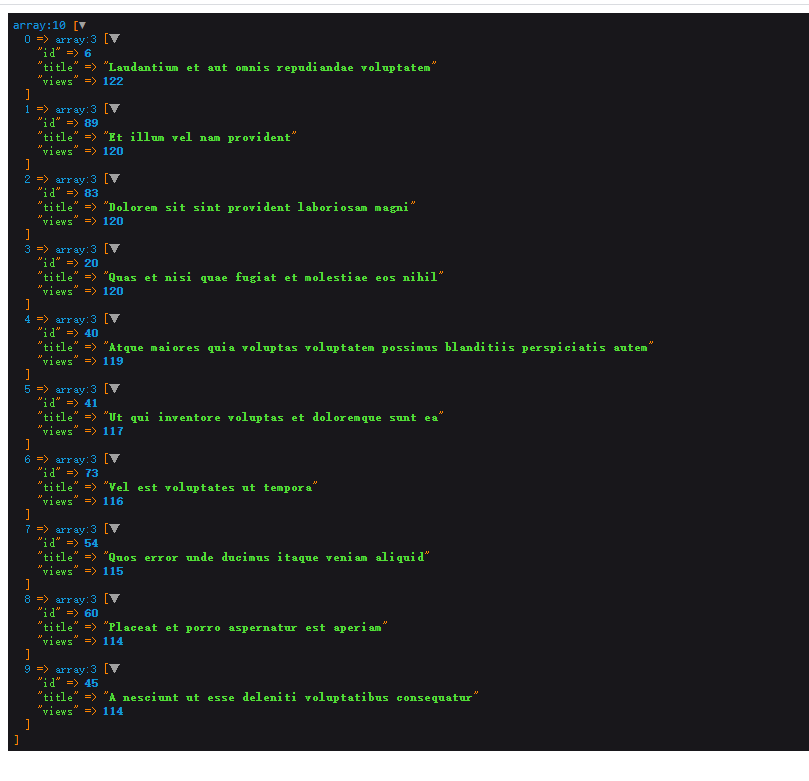 array:10 [▼
  0 => array:3 [▼
    "id" => 6
    "title" => "Laudantium et aut omnis repudiandae voluptatem"
    "views" => 122
  ]
  1 => array:3 [▼
    "id" => 89
    "title" => "Et illum vel nam provident"
    "views" => 120
  ]
  2 => array:3 [▼
    "id" => 83
    "title" => "Dolorem sit sint provident laboriosam magni"
    "views" => 120
  ]
  3 => array:3 [▼
    "id" => 20
    "title" => "Quas et nisi quae fugiat et molestiae eos nihil"
    "views" => 120
  ]
  4 => array:3 [▼
    "id" => 40
    "title" => "Atque maiores quia voluptas voluptatem possimus blanditiis perspiciatis autem"
    "views" => 119
  ]
  5 => array:3 [▼
    "id" => 41
    "title" => "Ut qui inventore voluptas et doloremque sunt ea"
    "views" => 117
  ]
  6 => array:3 [▼
    "id" => 73
    "title" => "Vel est voluptates ut tempora"
    "views" => 116
  ]
  7 => array:3 [▼
    "id" => 54
    "title" => "Quos error unde ducimus itaque veniam aliquid"
    "views" => 115
  ]
  8 => array:3 [▼
    "id" => 60
    "title" => "Placeat et porro aspernatur est aperiam"
    "views" => 114
  ]
  9 => array:3 [▼
    "id" => 45
    "title" => "A nesciunt ut esse deleniti voluptatibus consequatur"
    "views" => 114
  ]
]